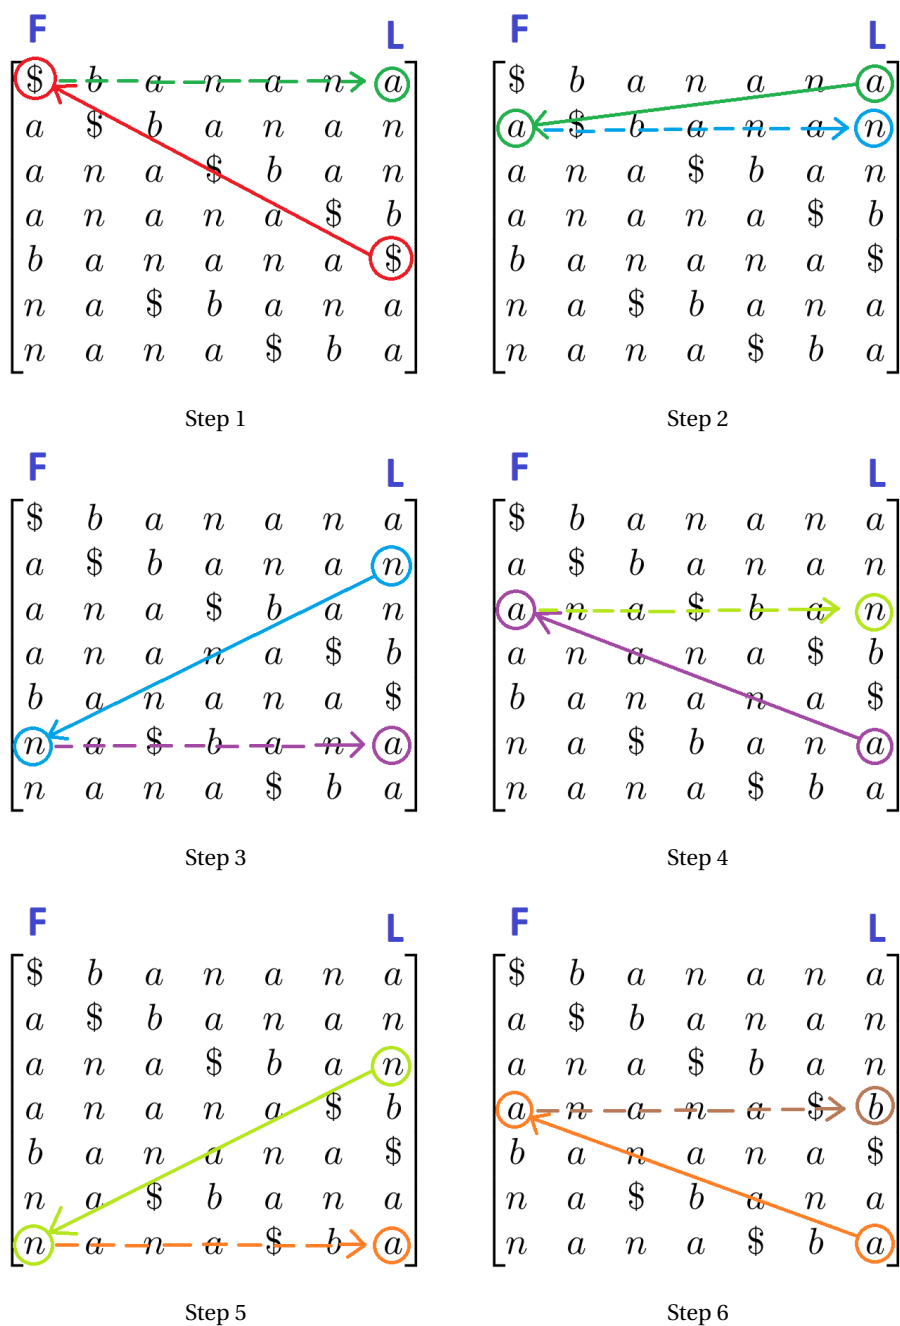 F L F L
$ b a n a n a $ b a n a n a
a $ b a n a n a $ b a n a n
a n a $ b a n a n a $ b a n
a n a n a $ b a n a n a $ b
b a n a n a $ b a n a n a $
n a $ b a n a n a $ b a n a
n a n a $ b a n a n a $ b a
Step 1 Step 2
F L F L
$ b a n a n a $ b a n a n a
a $ b a n a n a $ b a n a n
a n a $ b a n a n a $ b a n
a n a n a $ b a n a n a $ b
b a n a n a $ b a n a n a $
n a $ b a n a n a $ b a n a
n a n a $ b a n a n a $ b a
Step 3 Step 4
F L F L
$ b a n a n a $ b a n a n a
a $ b a n a n a $ b a n a n
a n a $ b a n a n a $ b a n
a n a n a $ b a n a n a $ b
b a n a n a $ b a n a n a $
n a $ b a n a n a $ b a n a
n a n a $ b a n a n a $ b a
Step 5 Step 6